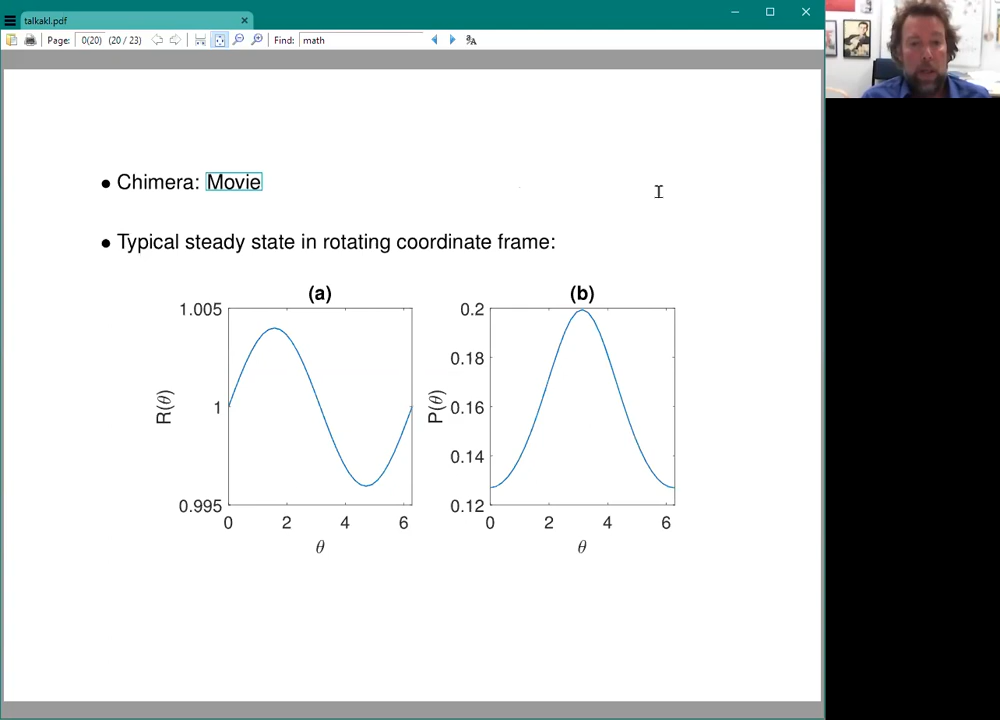 talkakl.pdf
Page: 0(20) (20 / 23) Find: math
• Chimera: Movie
• Typical steady state in rotating coordinate frame:
(a)
1.005
1
0.995
R(θ)
0 2 4 6
θ
(b)
0.2
0.18
0.16
0.14
0.12
P(θ)
0 2 4 6
θ